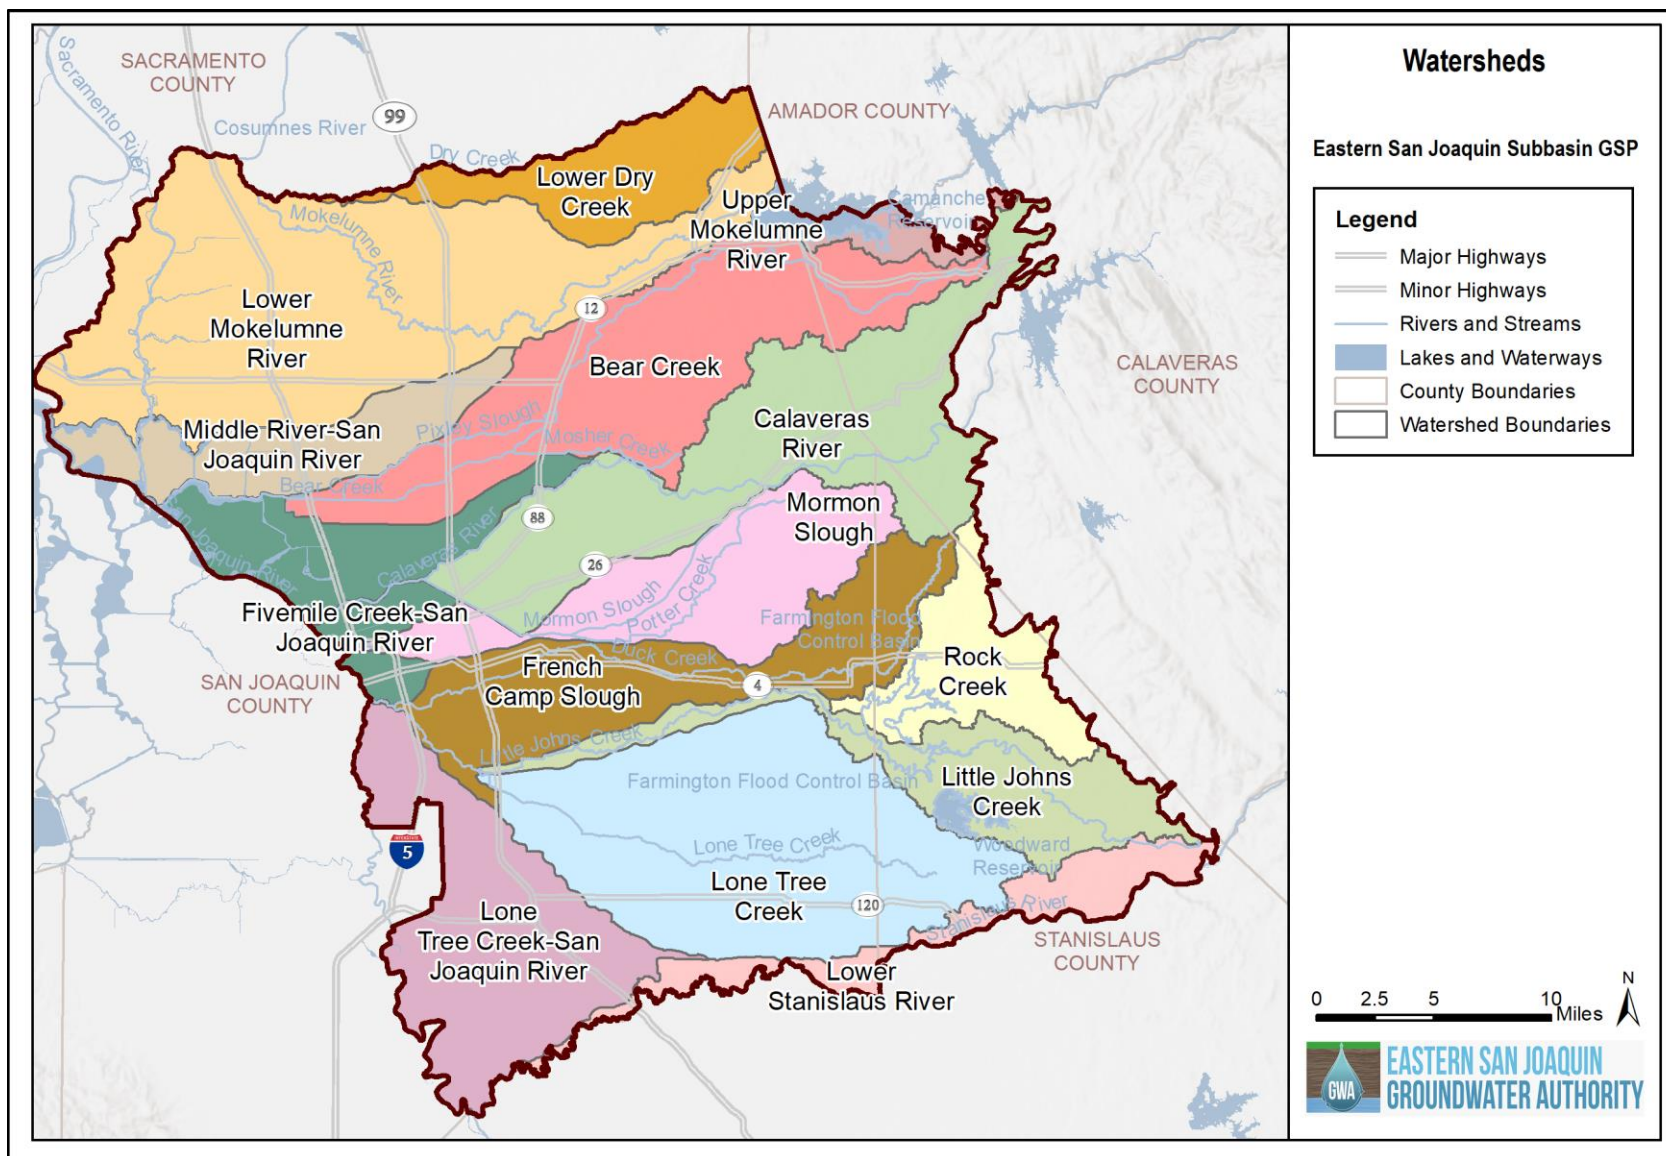 Watersheds
Eastern San Joaquin Subbasin GSP
Legend
Major Highways
Minor Highways
Rivers and Streams
Lakes and Waterways
County Boundaries
Watershed Boundaries
SACRAMENTO
COUNTY
Sacramento River
Cosumnes River
99
Dry Creek
AMADOR COUNTY
Lower Dry
Creek
Upper
Mokelumne
River
Camanche
Reservoir
Mokelumne River
Lower
Mokelumne
River
12
Bear Creek
CALAVERAS
COUNTY
Calaveras
River
Middle River-San
Joaquin River
Pixley Slough
Mosher Creek
Bear Creek
San Joaquin River
Calaveras River
88
26
Mormon
Slough
Mormon Slough
Potter Creek
Fivemile Creek-San
Joaquin River
Farmington Flood
Control Basin
Duck Creek
French
Camp Slough
4
Rock
Creek
SAN JOAQUIN
COUNTY
Little Johns Creek
Farmington Flood Control Basin
Little Johns
Creek
INTERSTATE
5
Lone Tree Creek
Woodward
Reservoir
Lone Tree
Creek
120
Stanislaus River
Lone
Tree Creek-San
Joaquin River
STANISLAUS
COUNTY
Lower
Stanislaus River
N
0 2.5 5 10
Miles
GWA
EASTERN SAN JOAQUIN
GROUNDWATER AUTHORITY